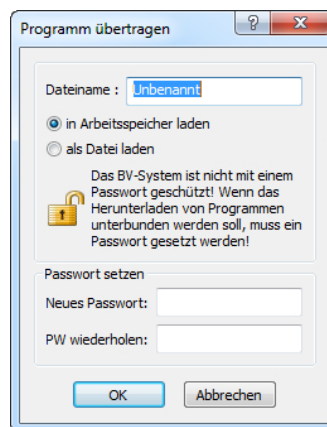 Programm übertragen
Dateiname : Unbenannt
in Arbeitsspeicher laden
als Datei laden
Das BV-System ist nicht mit einem
Passwort geschützt! Wenn das
Herunterladen von Programmen
unterbunden werden soll, muss ein
Passwort gesetzt werden!
Passwort setzen
Neues Passwort:
PW wiederholen:
OK Abbrechen